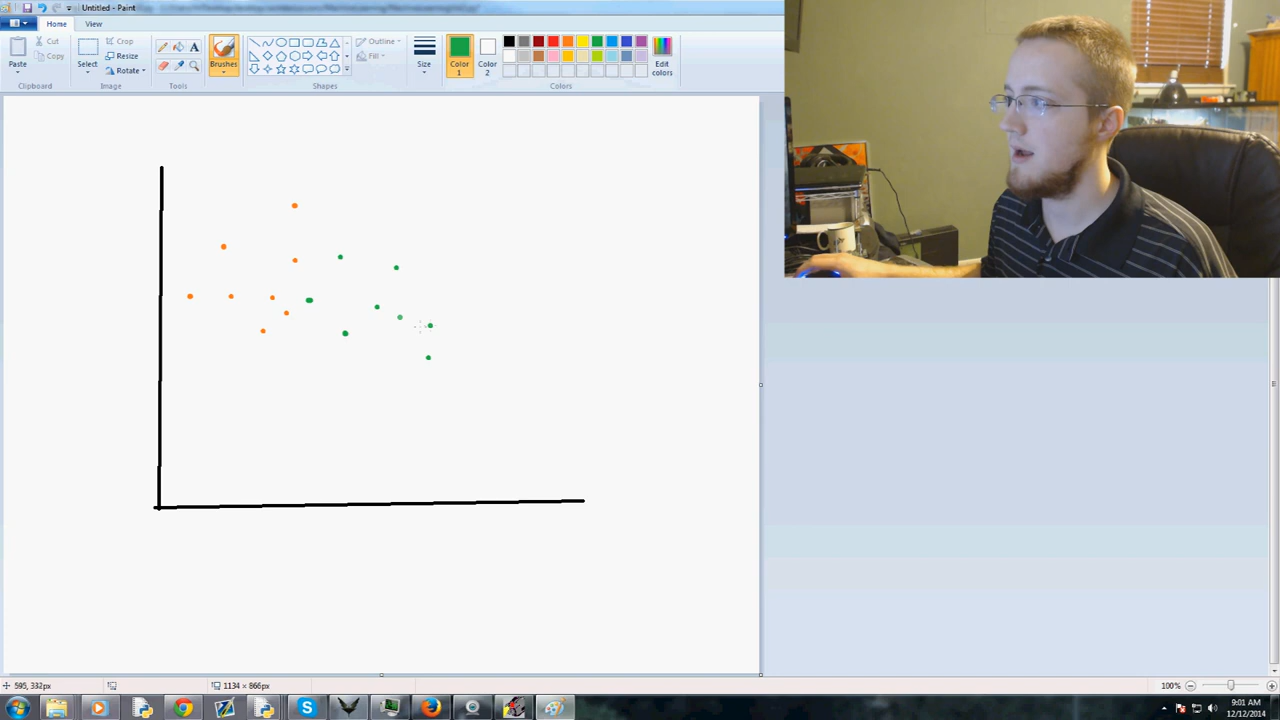 Untitled - Paint
Home
View
Paste
Cut
Copy
Clipboard
Select
Crop
Resize
Rotate
Image
Tools
Brushes
Shapes
Outline
Fill
Size
Color 1
Color 2
Edit colors
Colors
595, 332px
1134 × 866px
100%
9:01 AM
12/12/2014